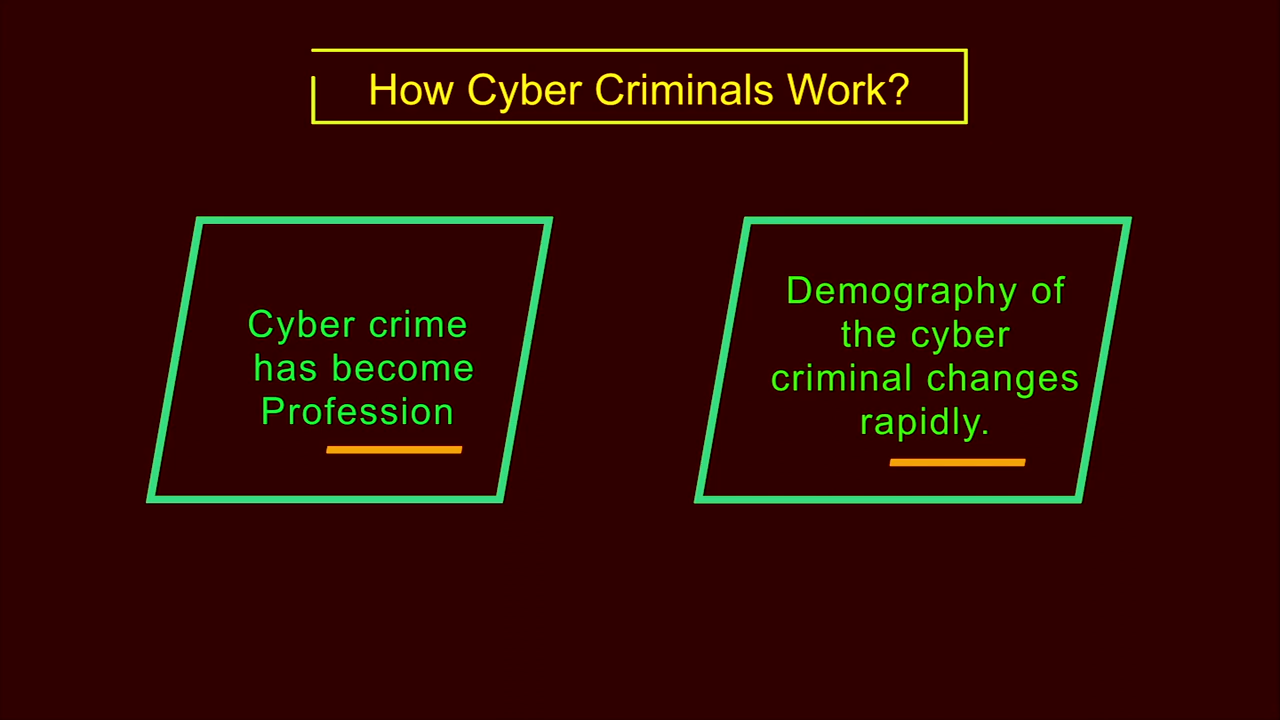 How Cyber Criminals Work?
Cyber crime
has become
Profession
Demography of
the cyber
criminal changes
rapidly.